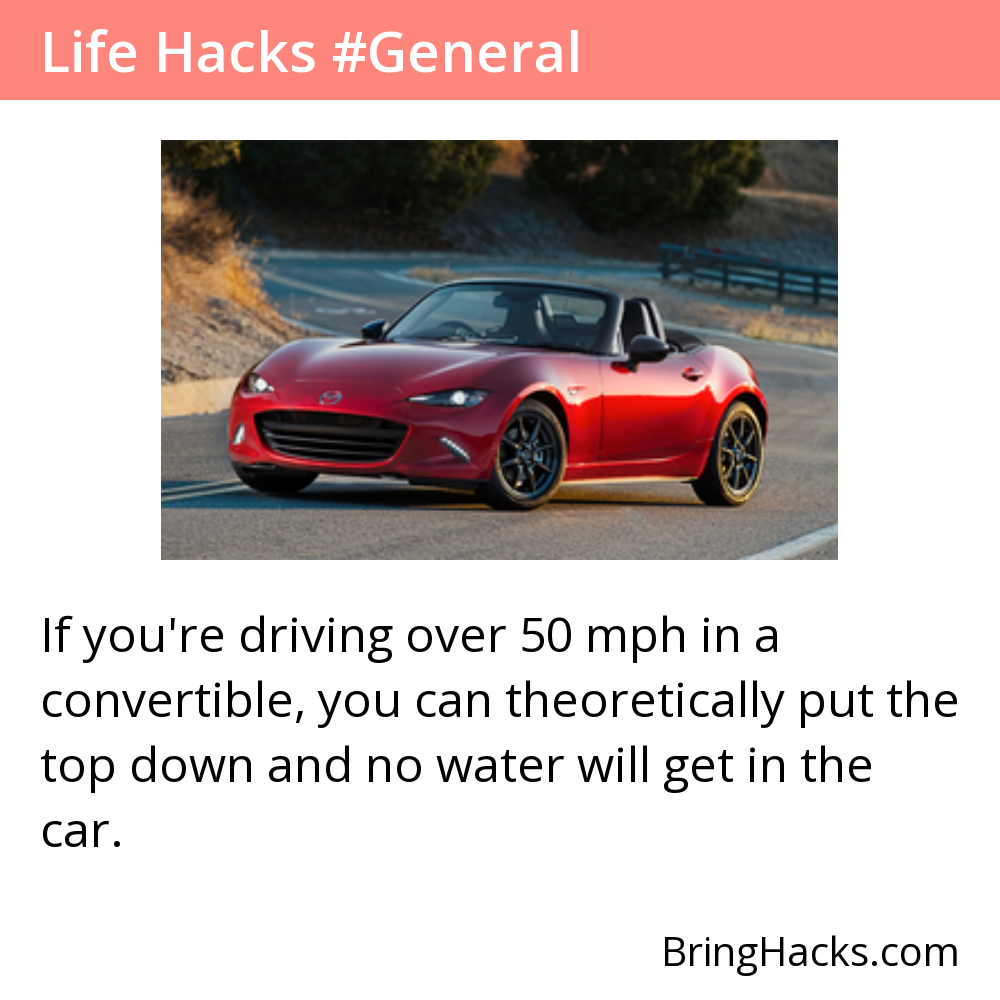 Life Hacks #General
If you're driving over 50 mph in a
convertible, you can theoretically put the
top down and no water will get in the
car.
BringHacks.com